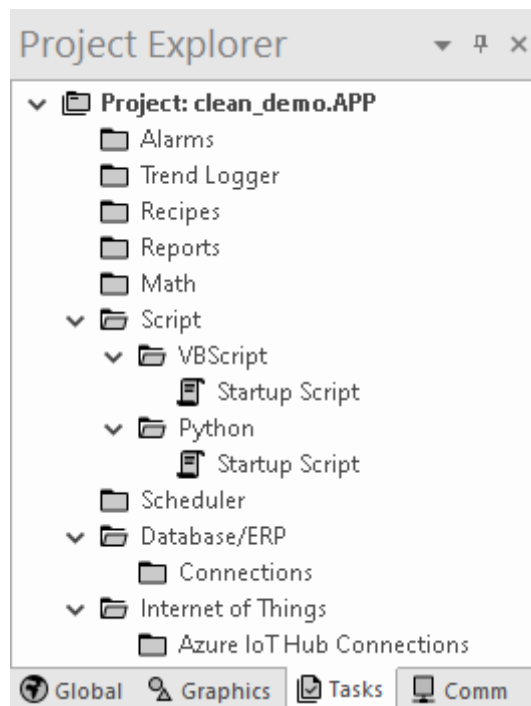 Project Explorer
Project: clean_demo.APP
Alarms
Trend Logger
Recipes
Reports
Math
Script
VBScript
Startup Script
Python
Startup Script
Scheduler
Database/ERP
Connections
Internet of Things
Azure IoT Hub Connections
Global Graphics Tasks Comm